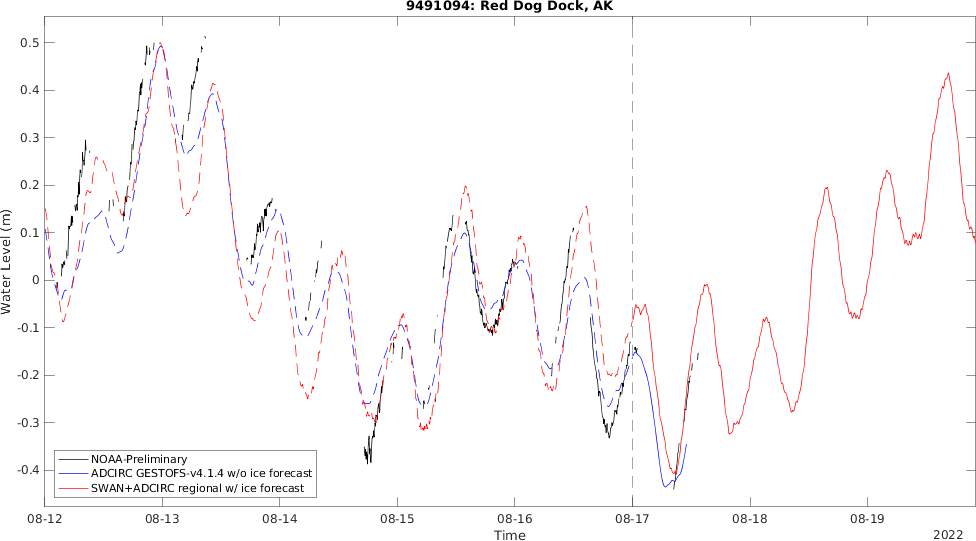 9491094: Red Dog Dock, AK
0.5
0.4
0.3
0.2
0.1
0
-0.1
-0.2
-0.3
-0.4
Water Level (m)
NOAA-Preliminary
ADCIRC GESTOFS-v4.1.4 w/o ice forecast
SWAN+ADCIRC regional w/ ice forecast
08-12 08-13 08-14 08-15 08-16 08-17 08-18 08-19
Time
2022